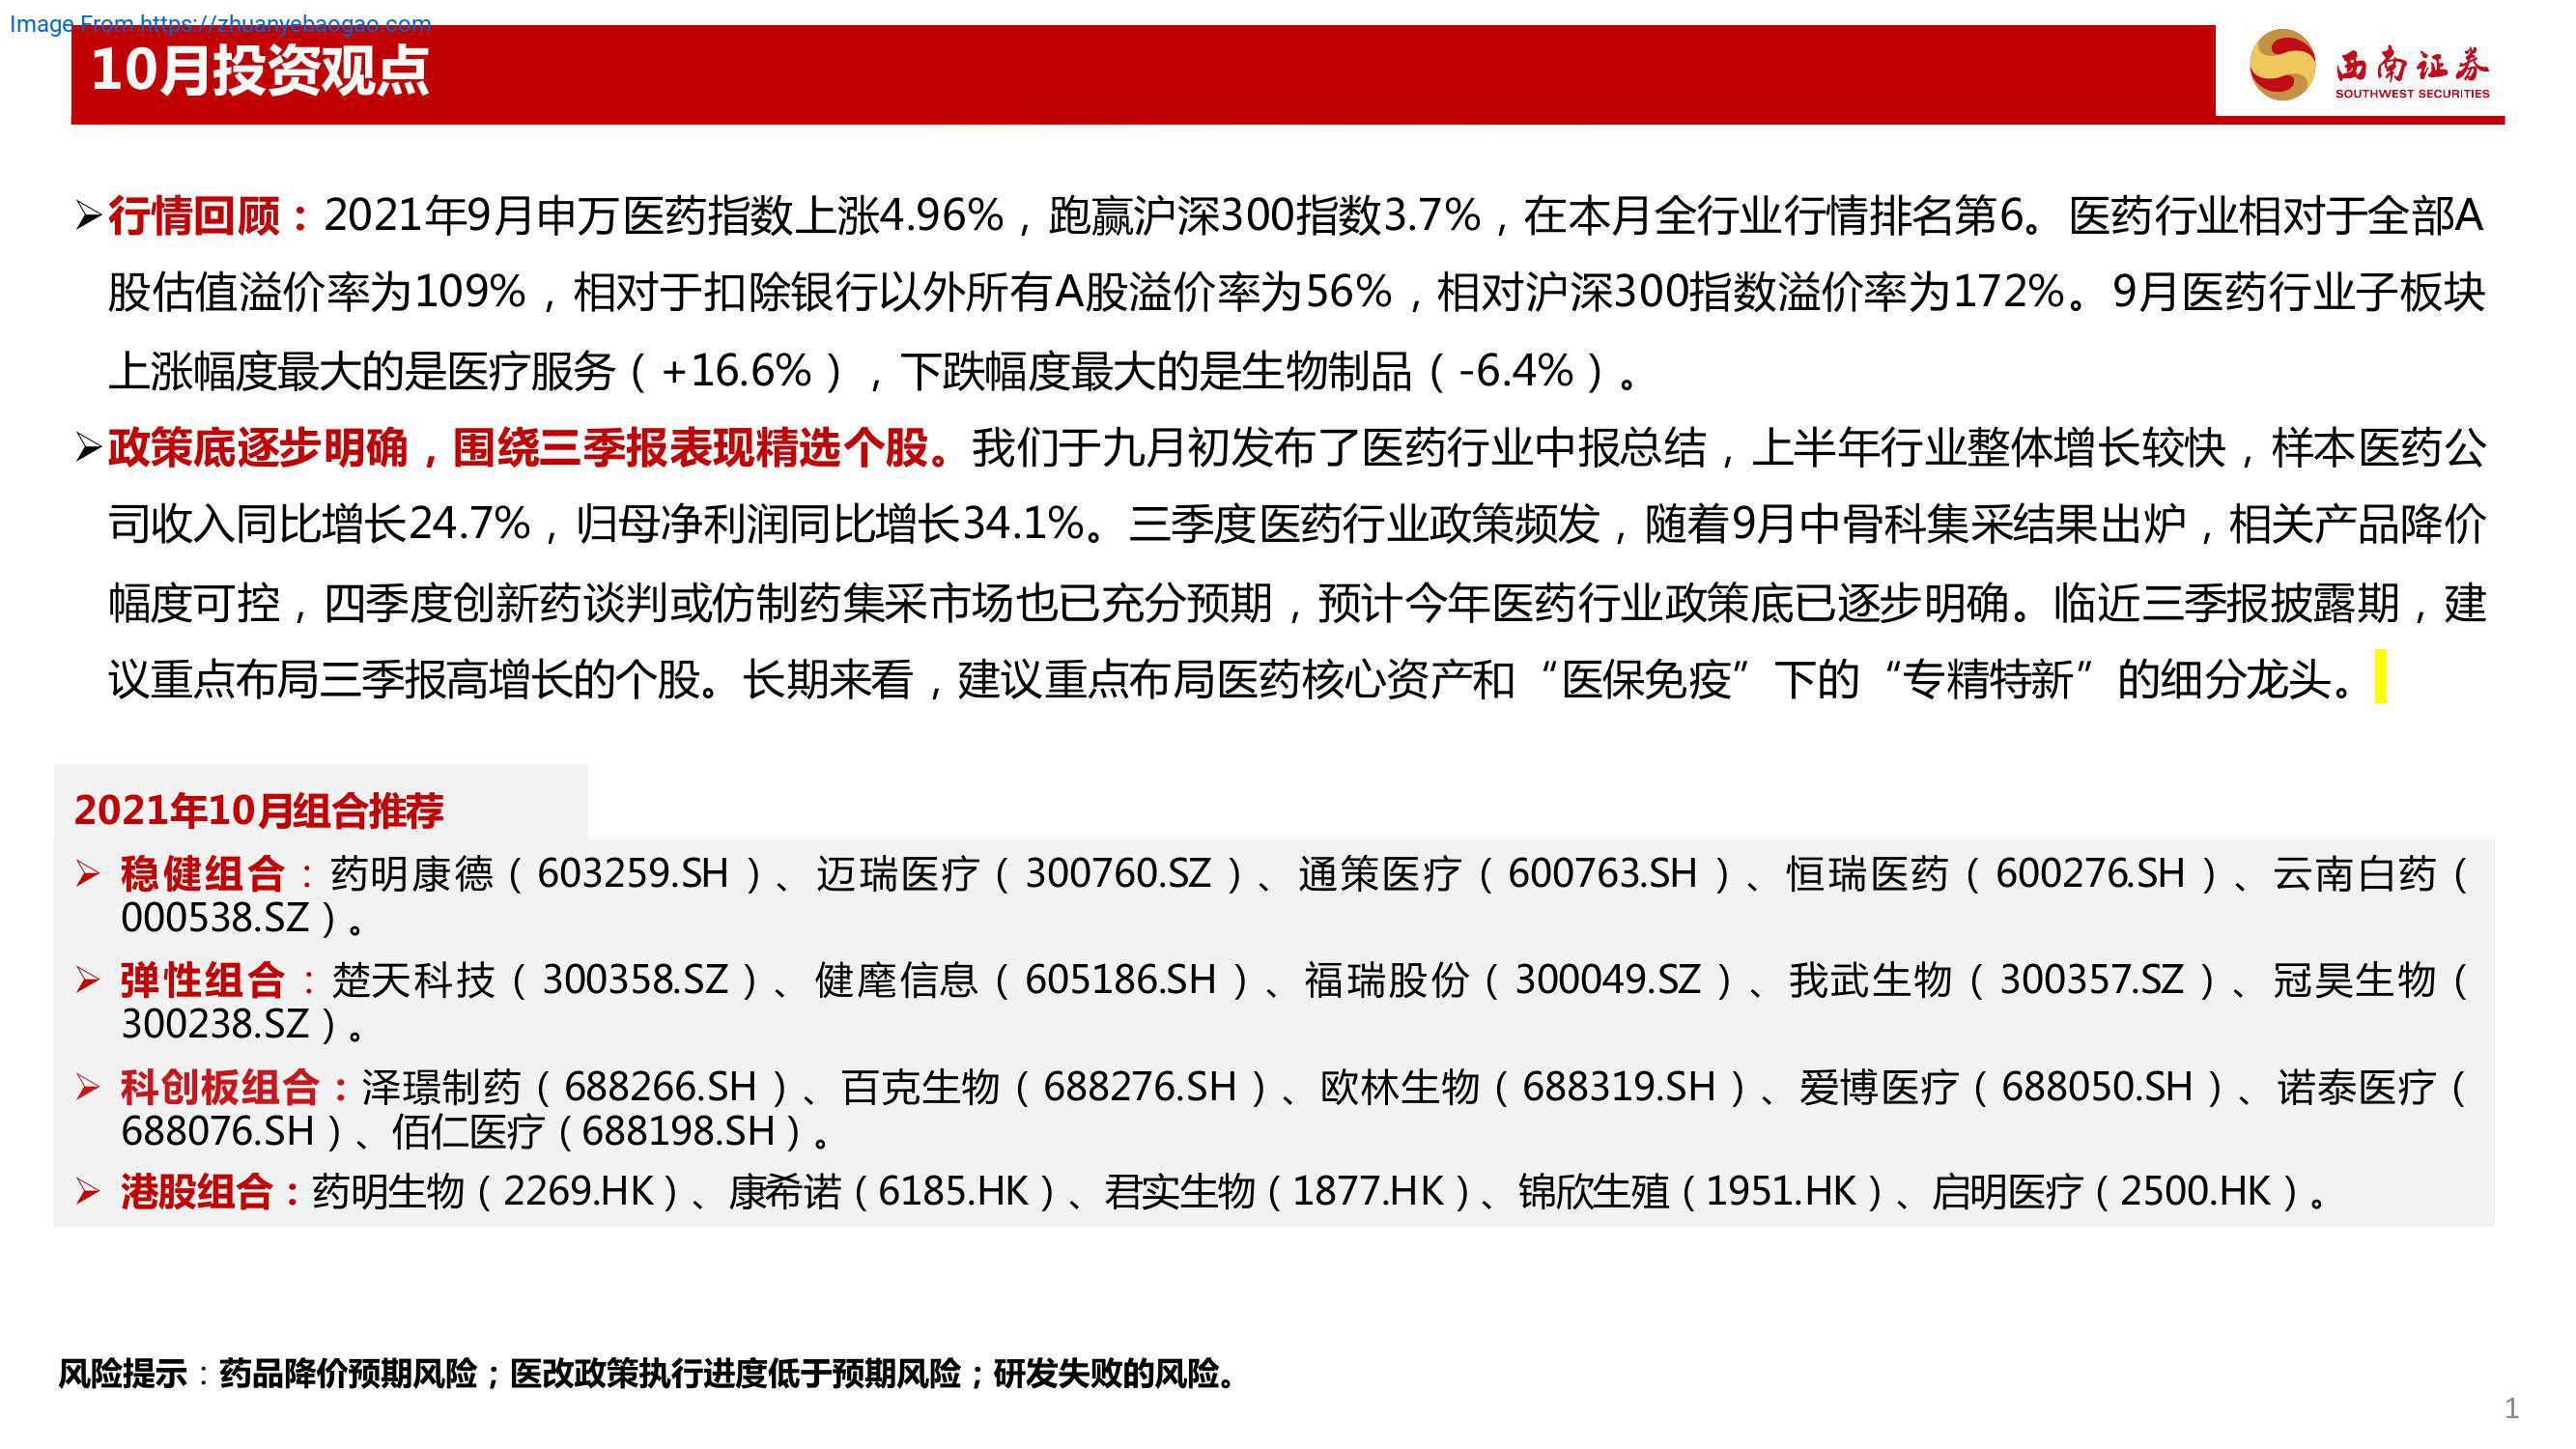 Image From https://zhuanyebaogao.com
10月投资观点
西南证券
SOUTHWEST SECURITIES
➢行情回顾：2021年9月申万医药指数上涨4.96%，跑赢沪深300指数3.7%，在本月全行业行情排名第6。医药行业相对于全部A
股估值溢价率为109%，相对于扣除银行以外所有A股溢价率为56%，相对沪深300指数溢价率为172%。9月医药行业子板块
上涨幅度最大的是医疗服务（+16.6%），下跌幅度最大的是生物制品（-6.4%）。
➢政策底逐步明确，围绕三季报表现精选个股。我们于九月初发布了医药行业中报总结，上半年行业整体增长较快，样本医药公
司收入同比增长24.7%，归母净利润同比增长34.1%。三季度医药行业政策频发，随着9月中骨科集采结果出炉，相关产品降价
幅度可控，四季度创新药谈判或仿制药集采市场也已充分预期，预计今年医药行业政策底已逐步明确。临近三季报披露期，建
议重点布局三季报高增长的个股。长期来看，建议重点布局医药核心资产和“医保免疫”下的“专精特新”的细分龙头。
2021年10月组合推荐
➢ 稳健组合：药明康德（603259.SH）、迈瑞医疗（300760.SZ）、通策医疗（600763.SH）、恒瑞医药（600276.SH）、云南白药（
000538.SZ）。
➢ 弹性组合：楚天科技（300358.SZ）、健麾信息（605186.SH）、福瑞股份（300049.SZ）、我武生物（300357.SZ）、冠昊生物（
300238.SZ）。
➢ 科创板组合：泽璟制药（688266.SH）、百克生物（688276.SH）、欧林生物（688319.SH）、爱博医疗（688050.SH）、诺泰医疗（
688076.SH）、佰仁医疗（688198.SH）。
➢ 港股组合：药明生物（2269.HK）、康希诺（6185.HK）、君实生物（1877.HK）、锦欣生殖（1951.HK）、启明医疗（2500.HK）。
风险提示：药品降价预期风险；医改政策执行进度低于预期风险；研发失败的风险。
1